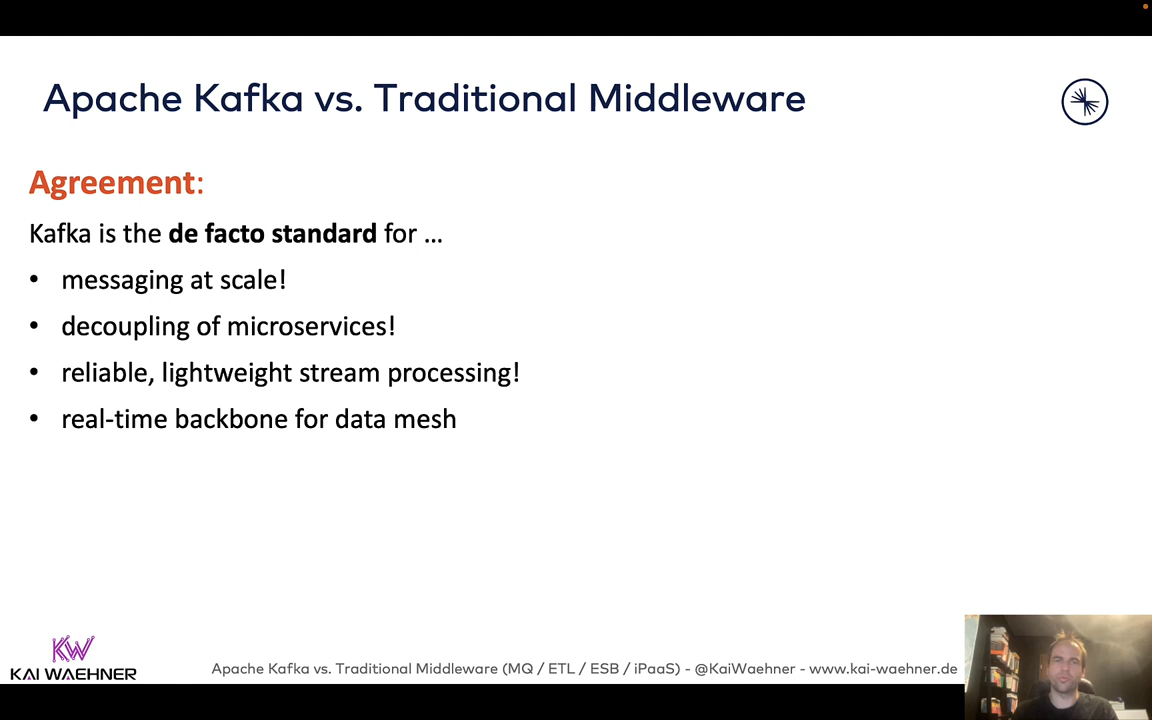 Apache Kafka vs. Traditional Middleware
Agreement:
Kafka is the de facto standard for …
• messaging at scale!
• decoupling of microservices!
• reliable, lightweight stream processing!
• real-time backbone for data mesh
KW
KAI WAEHNER
Apache Kafka vs. Traditional Middleware (MQ / ETL / ESB / iPaaS) - @KaiWaehner - www.kai-waehner.de